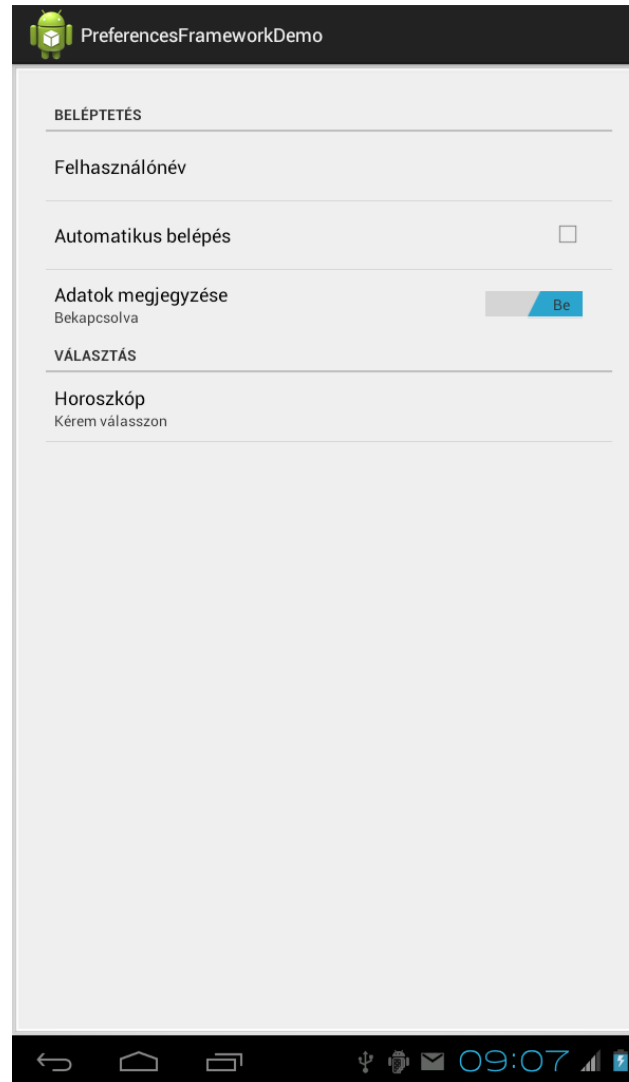 PreferencesFrameworkDemo
BELÉPTETÉS
Felhasználónév
Automatikus belépés
Adatok megjegyzése
Bekapcsolva
Be
VÁLASZTÁS
Horoszkóp
Kérem válasszon
09:07